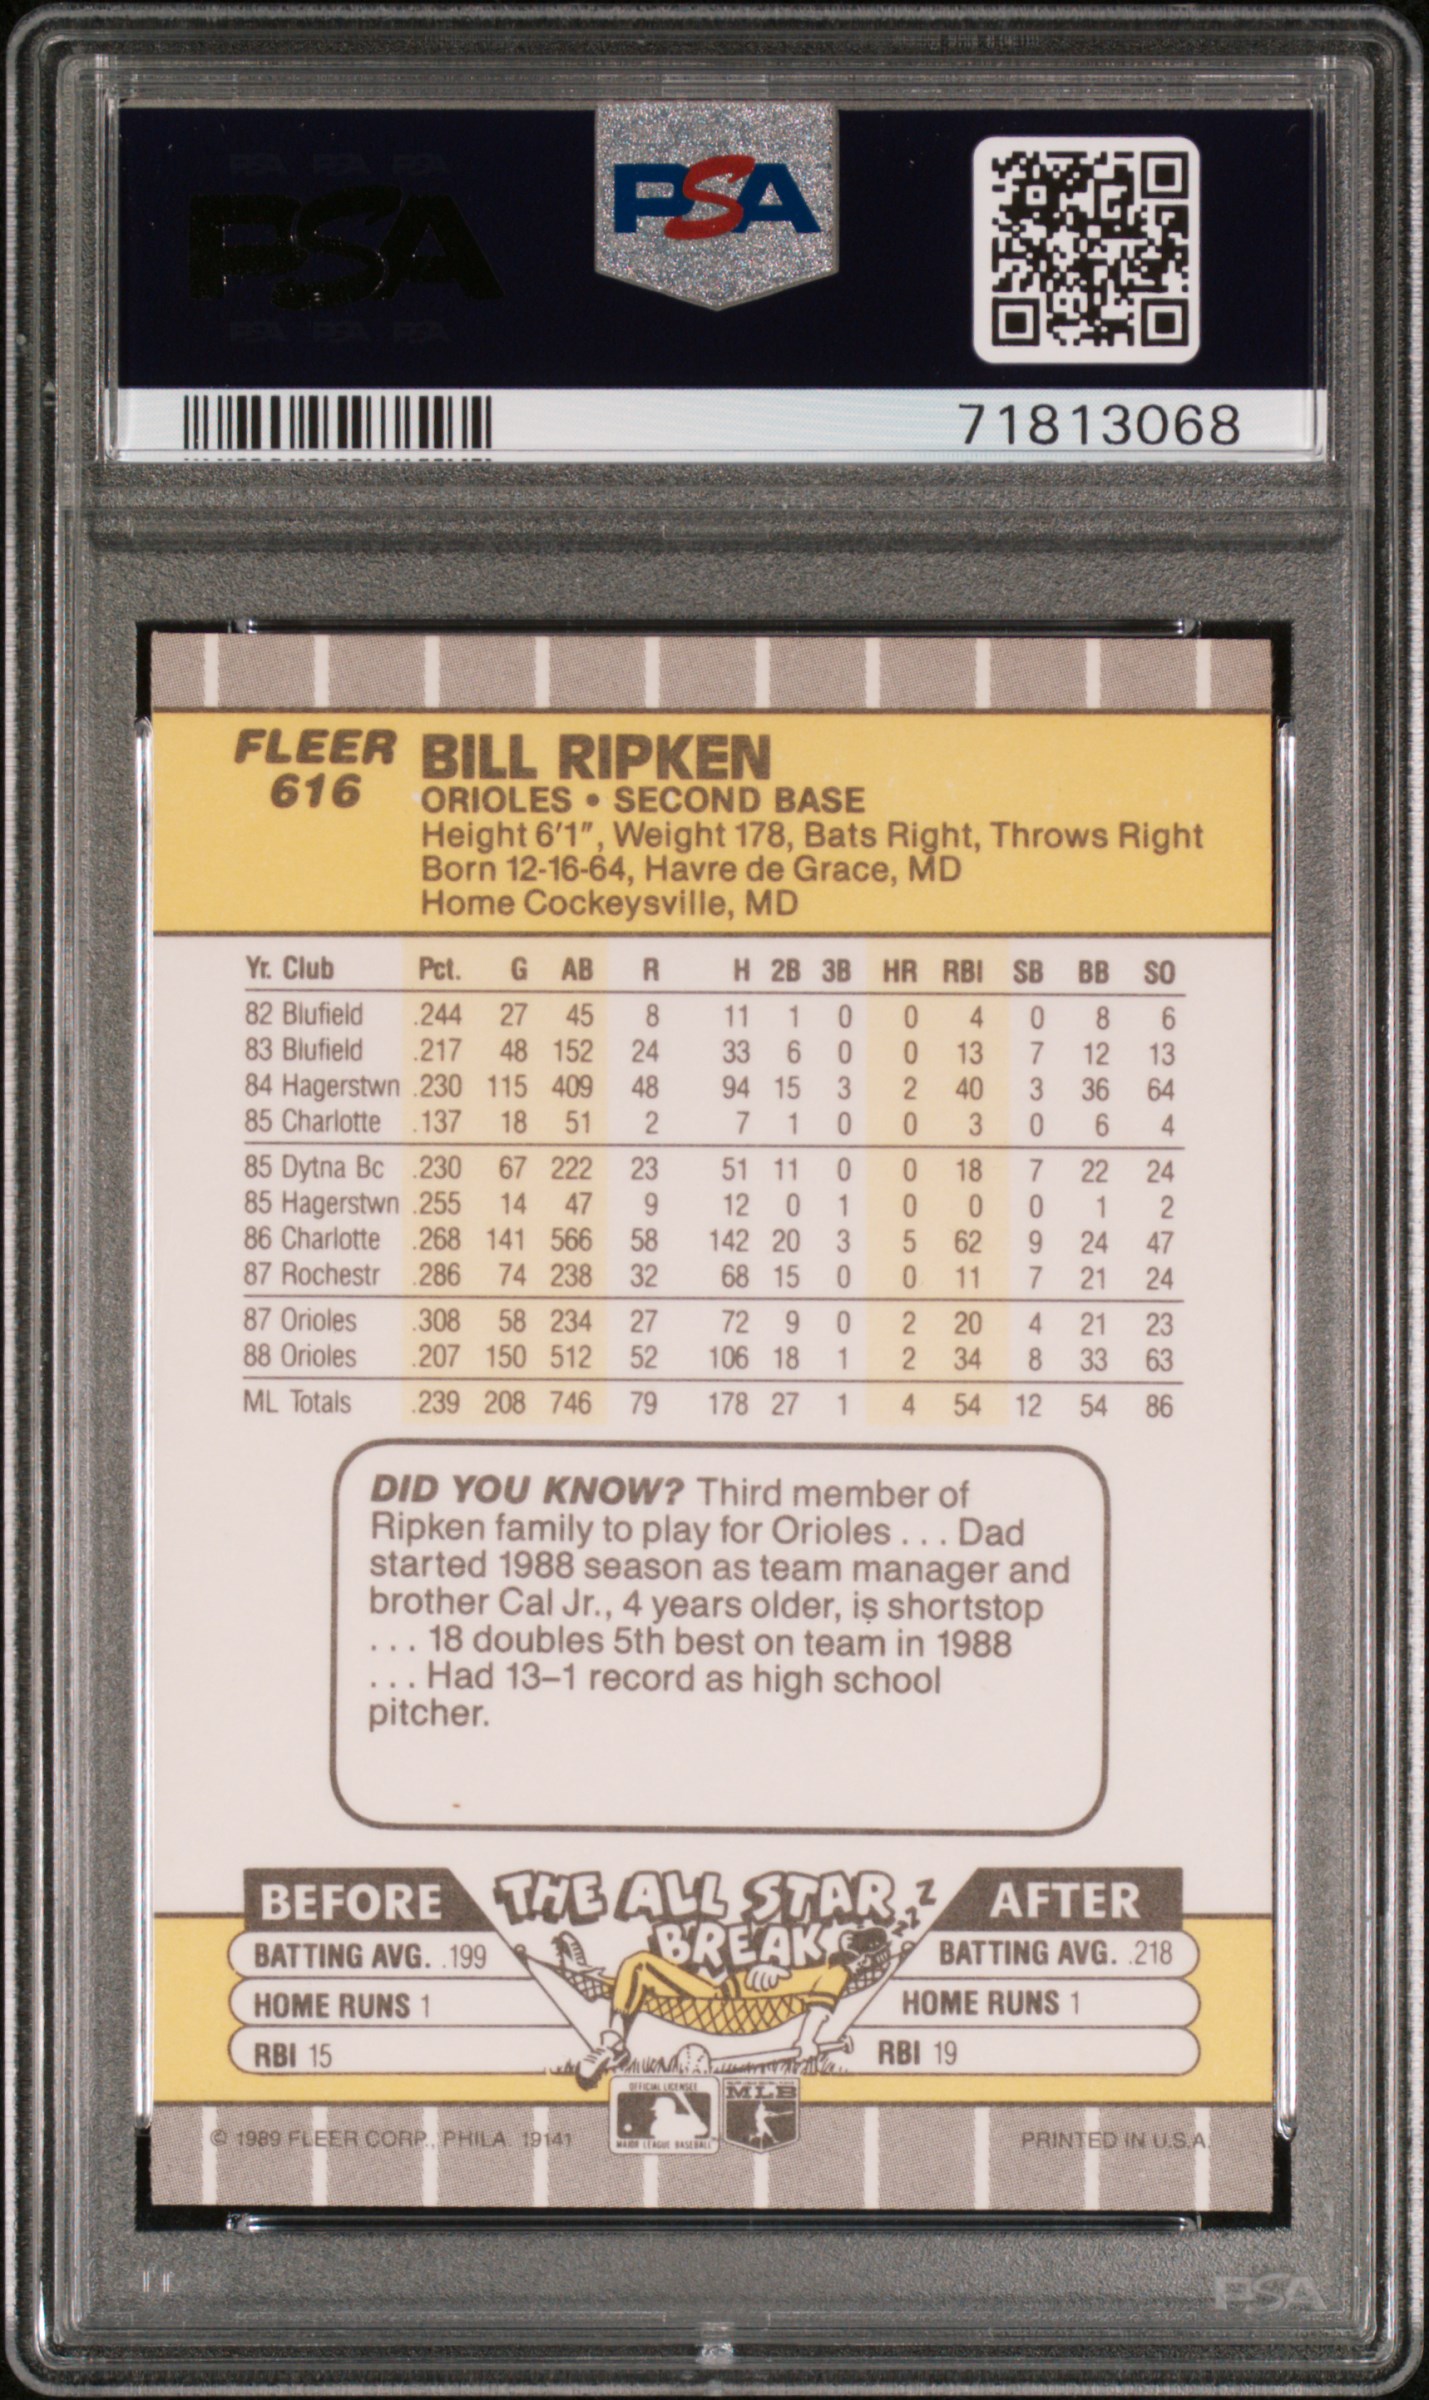 PSA PSA PSA
PSA
PSA PSA PSA
PSA
71813068
FLEER
616
BILL RIPKEN
ORIOLES • SECOND BASE
Height 6'1", Weight 178, Bats Right, Throws Right
Born 12-16-64, Havre de Grace, MD
Home Cockeysville, MD
Yr. Club Pct. G AB R H 2B 3B HR RBI SB BB SO
82 Blufield .244 27 45 8 11 1 0 0 4 0 8 6
83 Blufield .217 48 152 24 33 6 0 0 13 7 12 13
84 Hagerstwn .230 115 409 48 94 15 3 2 40 3 36 64
85 Charlotte .137 18 51 2 7 1 0 0 3 0 6 4
85 Dytna Bc .230 67 222 23 51 11 0 0 18 7 22 24
85 Hagerstwn .255 14 47 9 12 0 1 0 0 0 1 2
86 Charlotte .268 141 566 58 142 20 3 5 62 9 24 47
87 Rochestr .286 74 238 32 68 15 0 0 11 7 21 24
87 Orioles .308 58 234 27 72 9 0 2 20 4 21 23
88 Orioles .207 150 512 52 106 18 1 2 34 8 33 63
ML Totals .239 208 746 79 178 27 1 4 54 12 54 86
DID YOU KNOW? Third member of
Ripken family to play for Orioles . . . Dad
started 1988 season as team manager and
brother Cal Jr., 4 years older, is shortstop
. . . 18 doubles 5th best on team in 1988
. . . Had 13–1 record as high school
pitcher.
BEFORE THE ALL STAR BREAK zzzZ AFTER
BATTING AVG. .199 BATTING AVG. .218
HOME RUNS 1 HOME RUNS 1
RBI 15 RBI 19
OFFICIAL LICENSEE
MAJOR LEAGUE BASEBALL
MLB
© 1989 FLEER CORP., PHILA. 19141 PRINTED IN U.S.A.
PSA